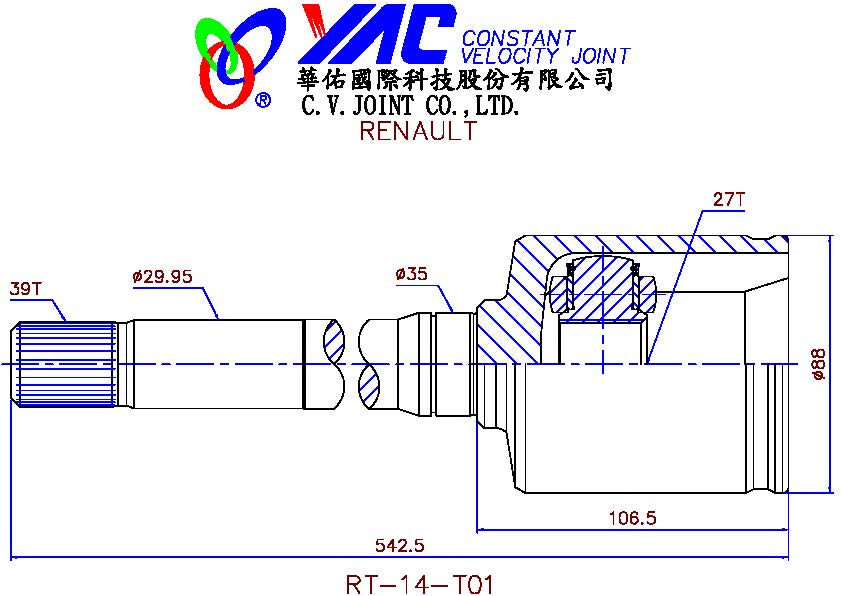 YAC CONSTANT
VELOCITY JOINT
®
華佑國際科技股份有限公司
C.V.JOINT CO.,LTD.
RENAULT
27T
39T
ø29.95
ø35
ø88
106.5
542.5
RT-14-T01